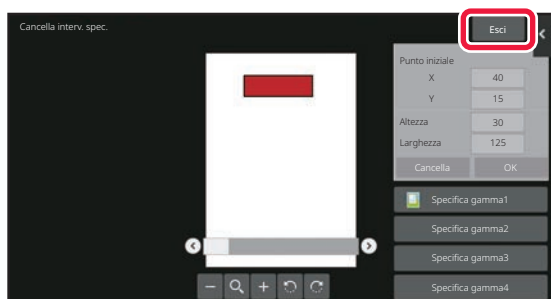 Cancella interv. spec.
Esci
Punto iniziale
X 40
Y 15
Altezza 30
Larghezza 125
Cancella OK
Specifica gamma1
Specifica gamma2
Specifica gamma3
Specifica gamma4